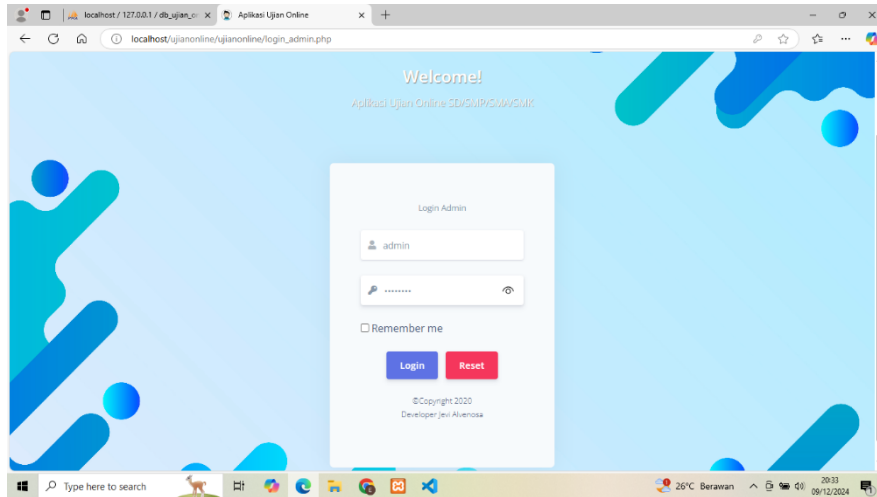 localhost / 127.0.0.1 / db_ujian_on
Aplikasi Ujian Online
localhost/ujianonline/ujianonline/login_admin.php
Welcome!
Aplikasi Ujian Online SD/SMP/SMA/SMK
Login Admin
admin
Remember me
Login Reset
©Copyright 2020
Developer Jevi Alvenosa
Type here to search
26°C Berawan
20:33
09/12/2024